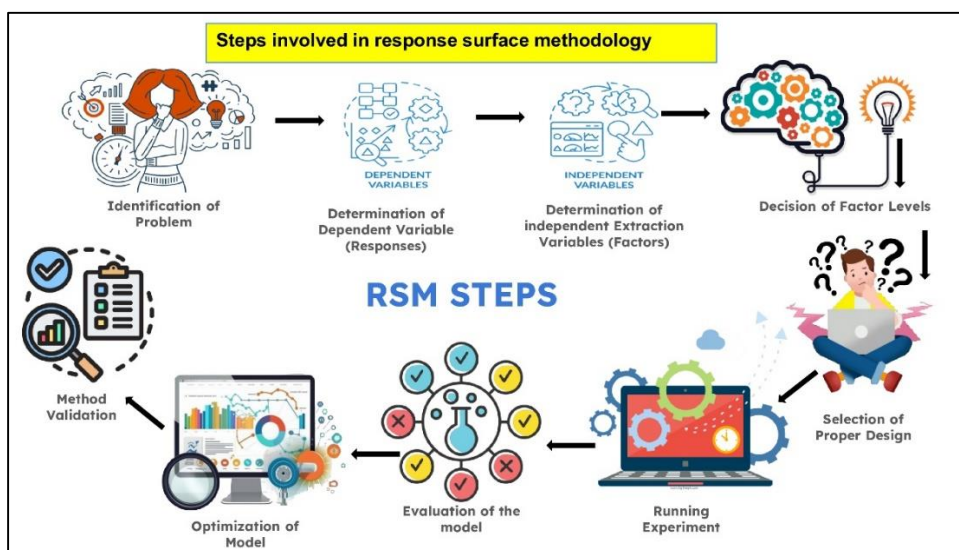 Steps involved in response surface methodology
DEPENDENT
VARIABLES
INDEPENDENT
VARIABLES
Identification of
Problem
Determination of
Dependent Variable
(Responses)
Determination of
independent Extraction
Variables (Factors)
Decision of Factor Levels
RSM STEPS
Selection of
Proper Design
Running
Experiment
Evaluation of the
model
Optimization of
Model
Method
Validation